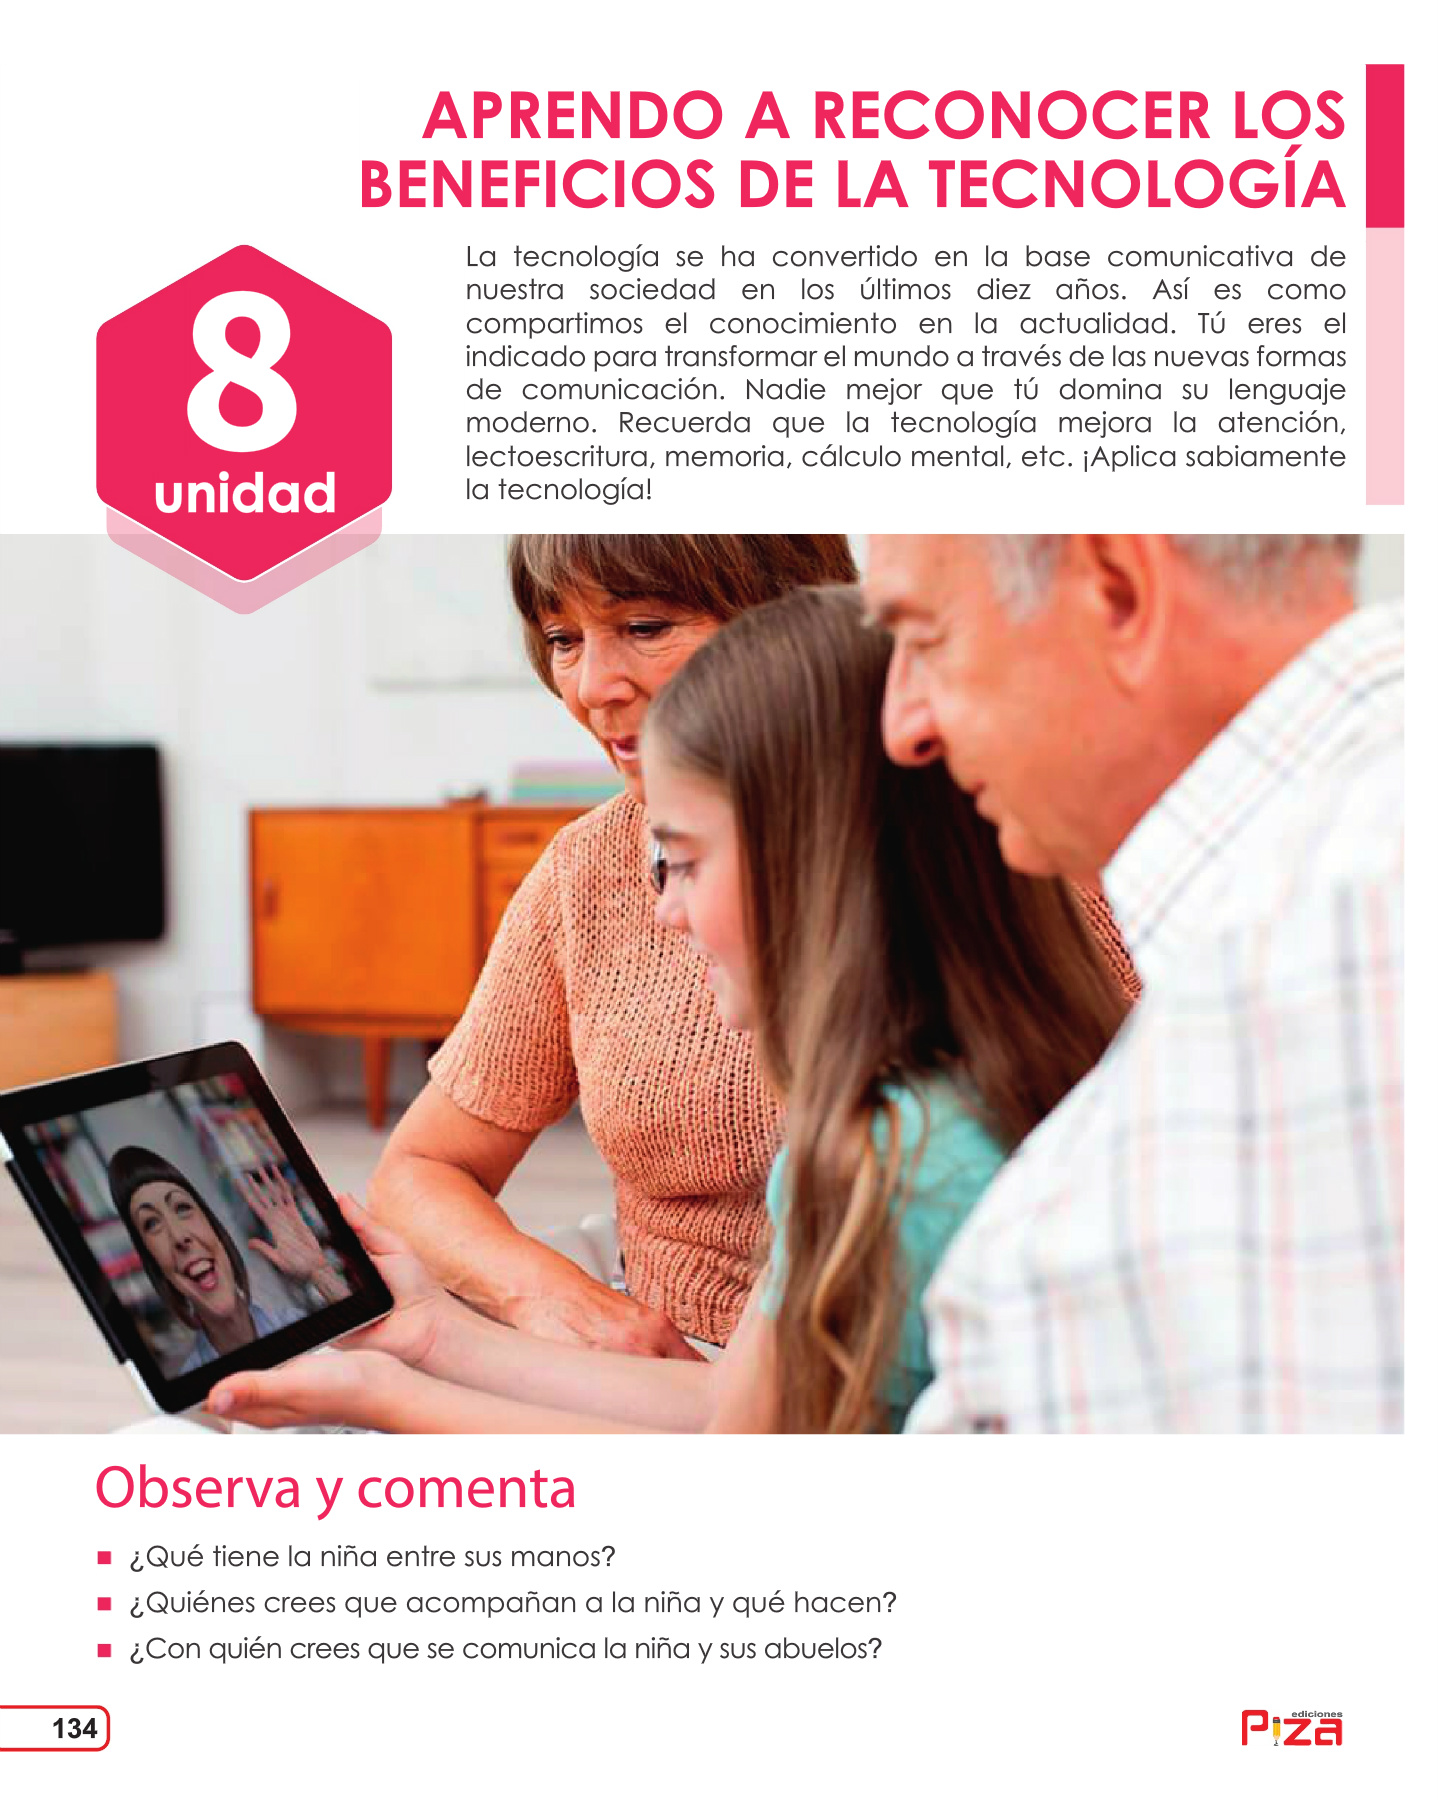 APRENDO A RECONOCER LOS
BENEFICIOS DE LA TECNOLOGÍA
8
unidad
La tecnología se ha convertido en la base comunicativa de
nuestra sociedad en los últimos diez años. Así es como
compartimos el conocimiento en la actualidad. Tú eres el
indicado para transformar el mundo a través de las nuevas formas
de comunicación. Nadie mejor que tú domina su lenguaje
moderno. Recuerda que la tecnología mejora la atención,
lectoescritura, memoria, cálculo mental, etc. ¡Aplica sabiamente
la tecnología!
Observa y comenta
¿Qué tiene la niña entre sus manos?
¿Quiénes crees que acompañan a la niña y qué hacen?
¿Con quién crees que se comunica la niña y sus abuelos?
134
ediciones
Piza